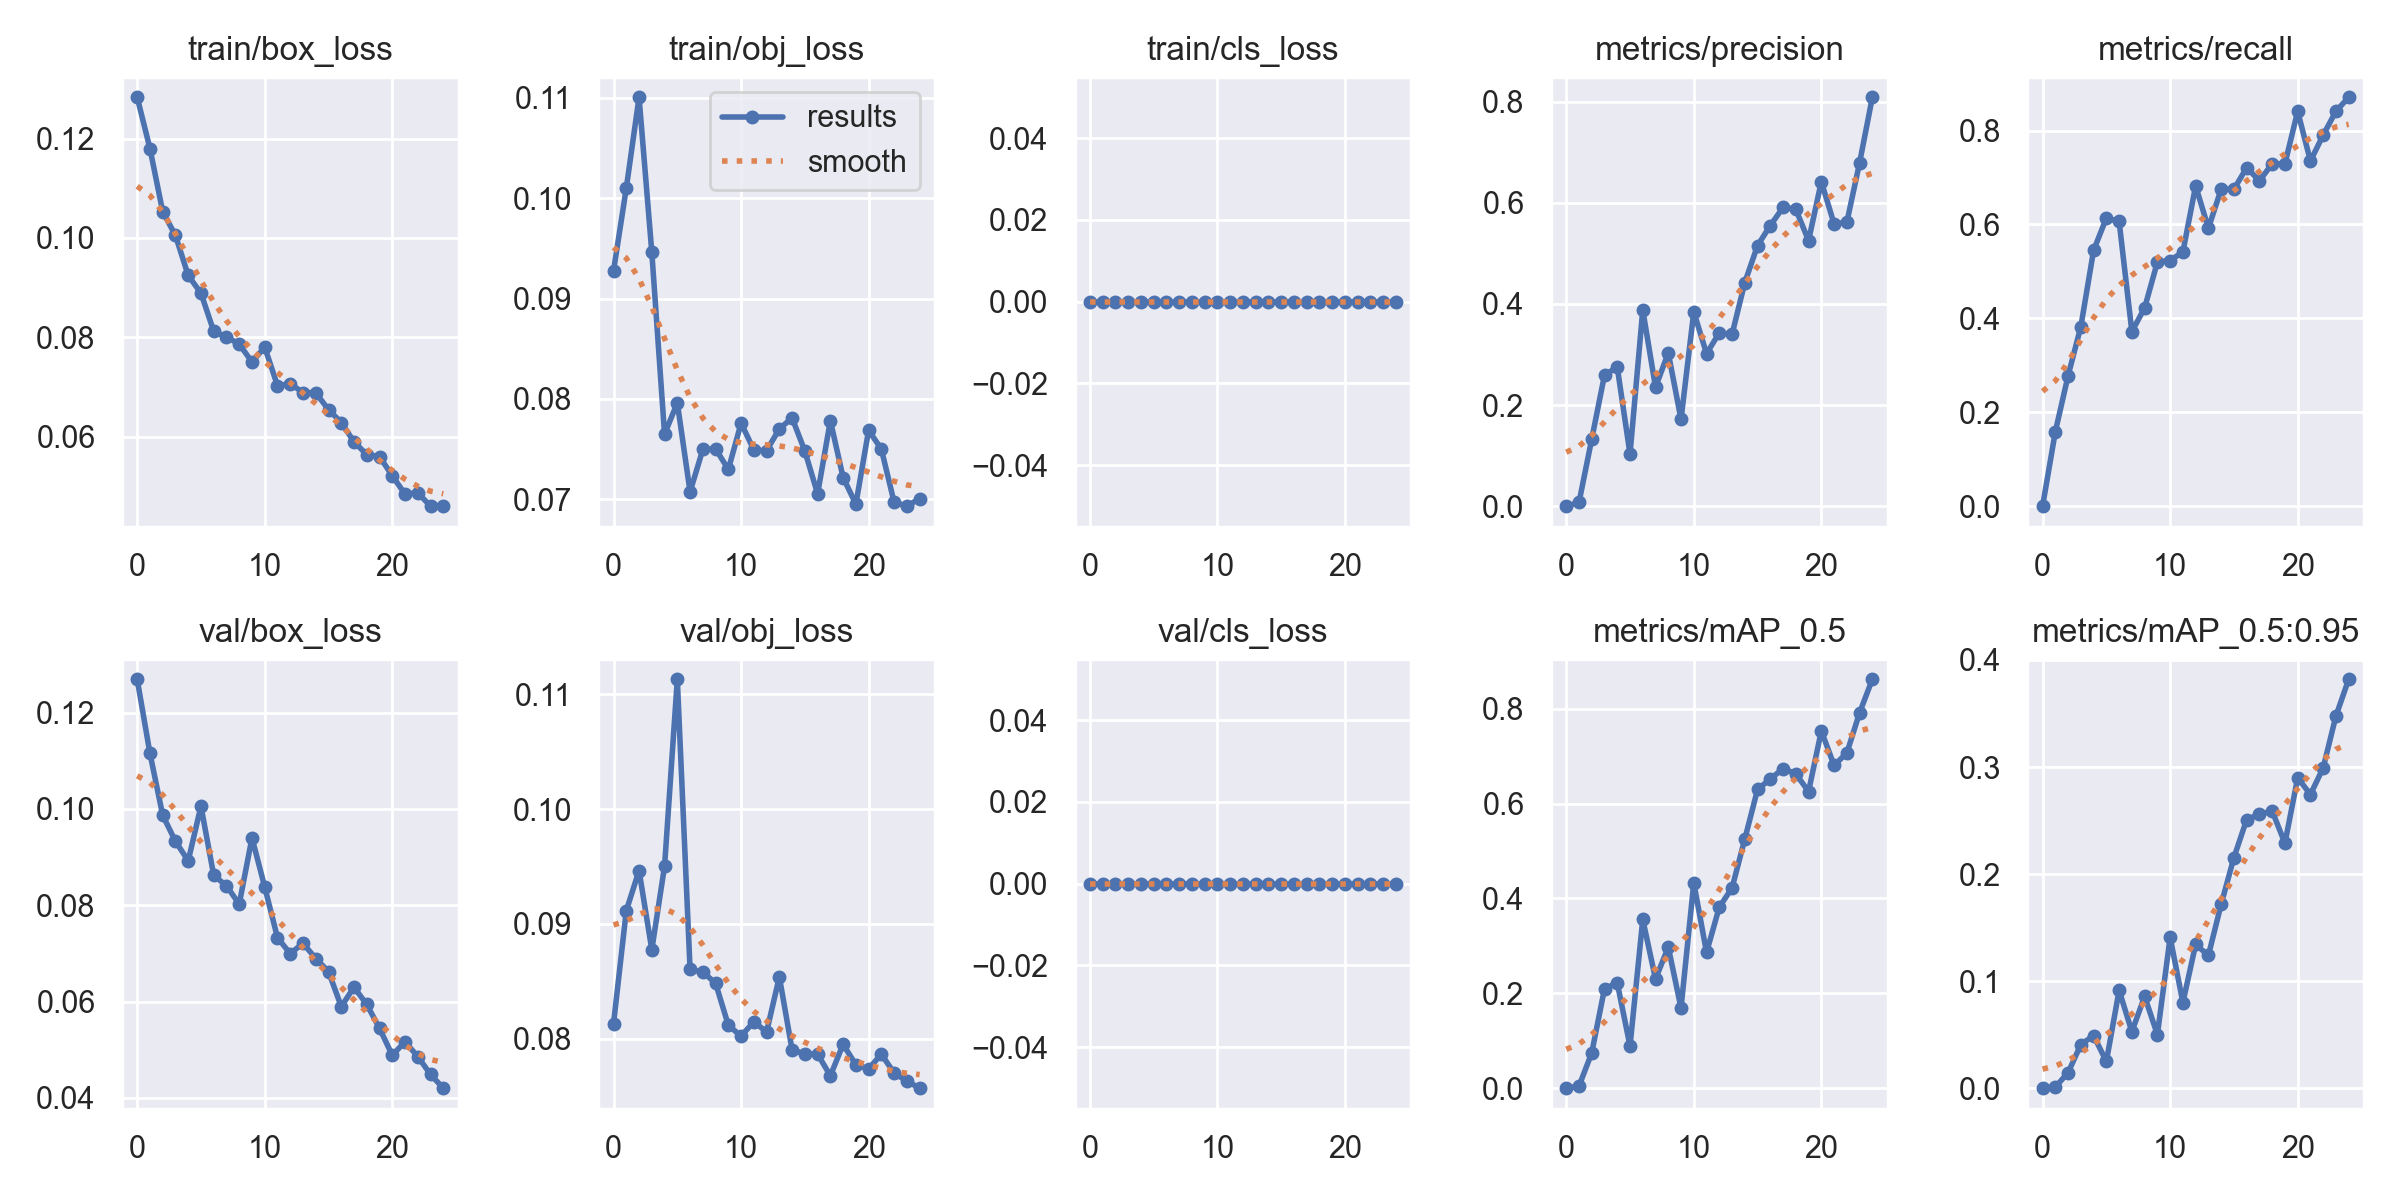 train/box_loss
0.12
0.10
0.08
0.06
0 10 20
train/obj_loss
results
smooth
0.11
0.10
0.09
0.08
0.07
0 10 20
train/cls_loss
0.04
0.02
0.00
−0.02
−0.04
0 10 20
metrics/precision
0.8
0.6
0.4
0.2
0.0
0 10 20
metrics/recall
0.8
0.6
0.4
0.2
0.0
0 10 20
val/box_loss
0.12
0.10
0.08
0.06
0.04
0 10 20
val/obj_loss
0.11
0.10
0.09
0.08
0 10 20
val/cls_loss
0.04
0.02
0.00
−0.02
−0.04
0 10 20
metrics/mAP_0.5
0.8
0.6
0.4
0.2
0.0
0 10 20
metrics/mAP_0.5:0.95
0.4
0.3
0.2
0.1
0.0
0 10 20